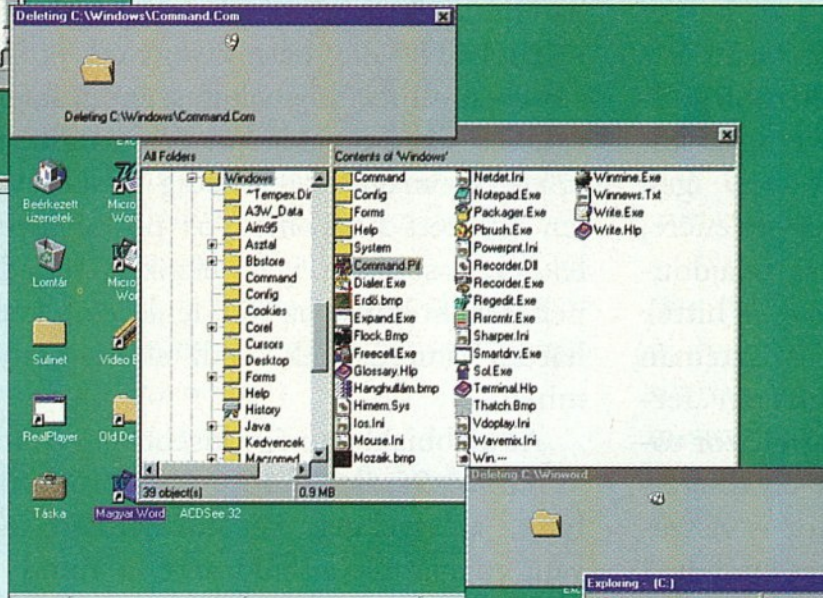 Deleting C:\Windows\Command.Com
Deleting C:\Windows\Command.Com
All Folders
Contents of 'Windows'
Windows
~Tempex.Dir
A3W_Data
Aim95
Asztal
Bbstore
Command
Config
Cookies
Corel
Cursors
Desktop
Forms
Help
History
Java
Kedvencek
Macromed
Command
Config
Forms
Help
System
Command.Pif
Dialer.Exe
Erdö.bmp
Expand.Exe
Flock.Bmp
Freecell.Exe
Glossary.Hlp
Hanghullám.bmp
Himem.Sys
Ios.Ini
Mouse.Ini
Mozaik.bmp
Netdet.Ini
Notepad.Exe
Packager.Exe
Pbrush.Exe
Powerpnt.Ini
Recorder.Dll
Recorder.Exe
Regedit.Exe
Rsrcmtr.Exe
Sharper.Ini
Smartdrv.Exe
Sol.Exe
Terminal.Hlp
Thatch.Bmp
Vdoplay.Ini
Wavemix.Ini
Win.---
Winmine.Exe
Winnews.Txt
Write.Exe
Write.Hlp
39 object(s)
0.9 MB
Beérkezett
üzenetek
Lomtár
Sulinet
Video
RealPlayer
Old
Táska
Magyar Word
ACDSee 32
Deleting C:\Winword
Exploring - (C:)